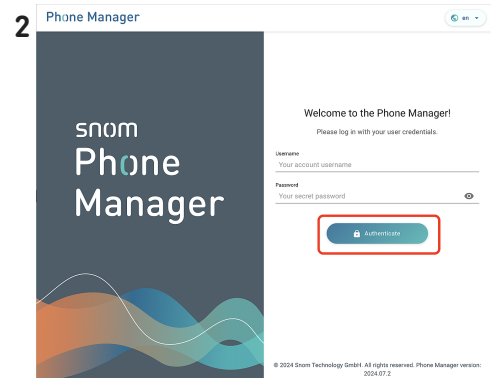 2
Phone Manager
en
snom
Phone
Manager
Welcome to the Phone Manager!
Please log in with your user credentials.
Username
Your account username
Password
Your secret password
Authenticate
© 2024 Snom Technology GmbH. All rights reserved. Phone Manager version:
2024.07.2